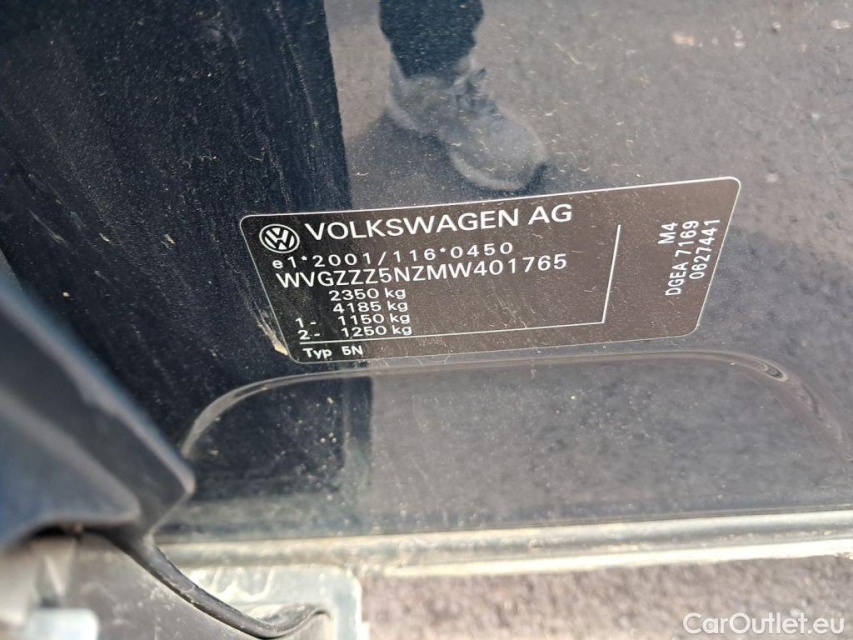 VOLKSWAGEN AG
e1*2001/116*0450
WVGZZZ5NZMW401765
2350 kg
4185 kg
1- 1150 kg
2- 1250 kg
Typ 5N
M4
DGEA 7169
0627441
CarOutlet.eu